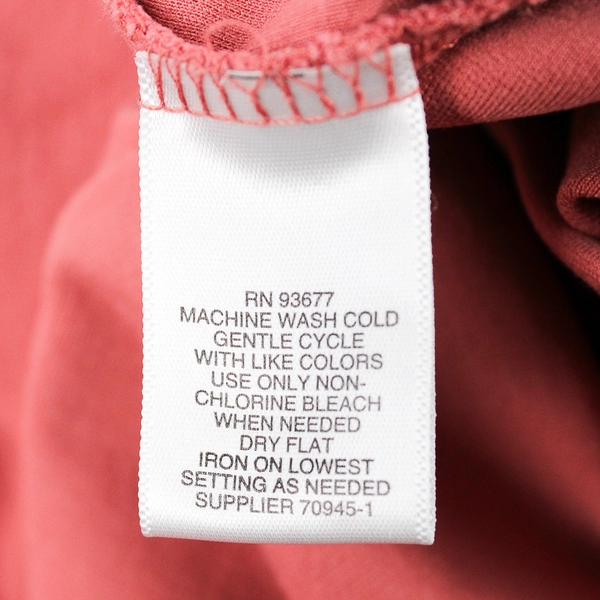 RN 93677
MACHINE WASH COLD
GENTLE CYCLE
WITH LIKE COLORS
USE ONLY NON-
CHLORINE BLEACH
WHEN NEEDED
DRY FLAT
IRON ON LOWEST
SETTING AS NEEDED
SUPPLIER 70945-1